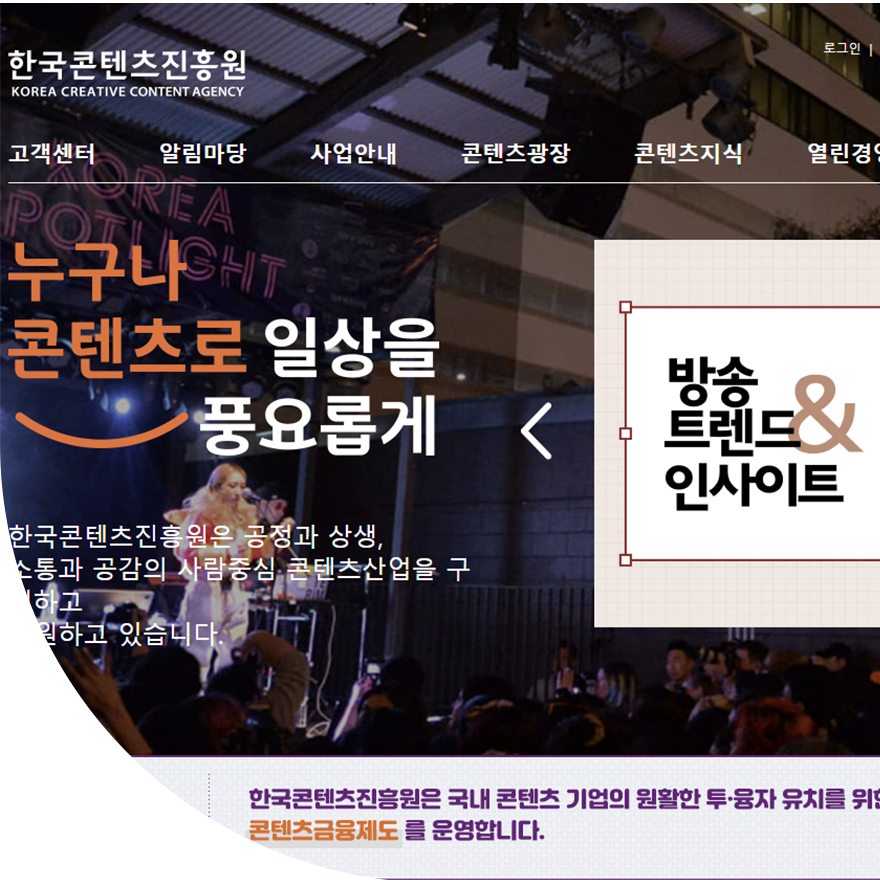 한국콘텐츠진흥원
KOREA CREATIVE CONTENT AGENCY
로그인 |
고객센터 알림마당 사업안내 콘텐츠광장 콘텐츠지식 열린경영
KOREA
SPOTLIGHT
누구나
콘텐츠로 일상을
풍요롭게
방송
트렌드 &
인사이트
한국콘텐츠진흥원은 공정과 상생,
소통과 공감의 사람중심 콘텐츠산업을 구
하고
원하고 있습니다.
한국콘텐츠진흥원은 국내 콘텐츠 기업의 원활한 투·융자 유치를 위한
콘텐츠금융제도 를 운영합니다.